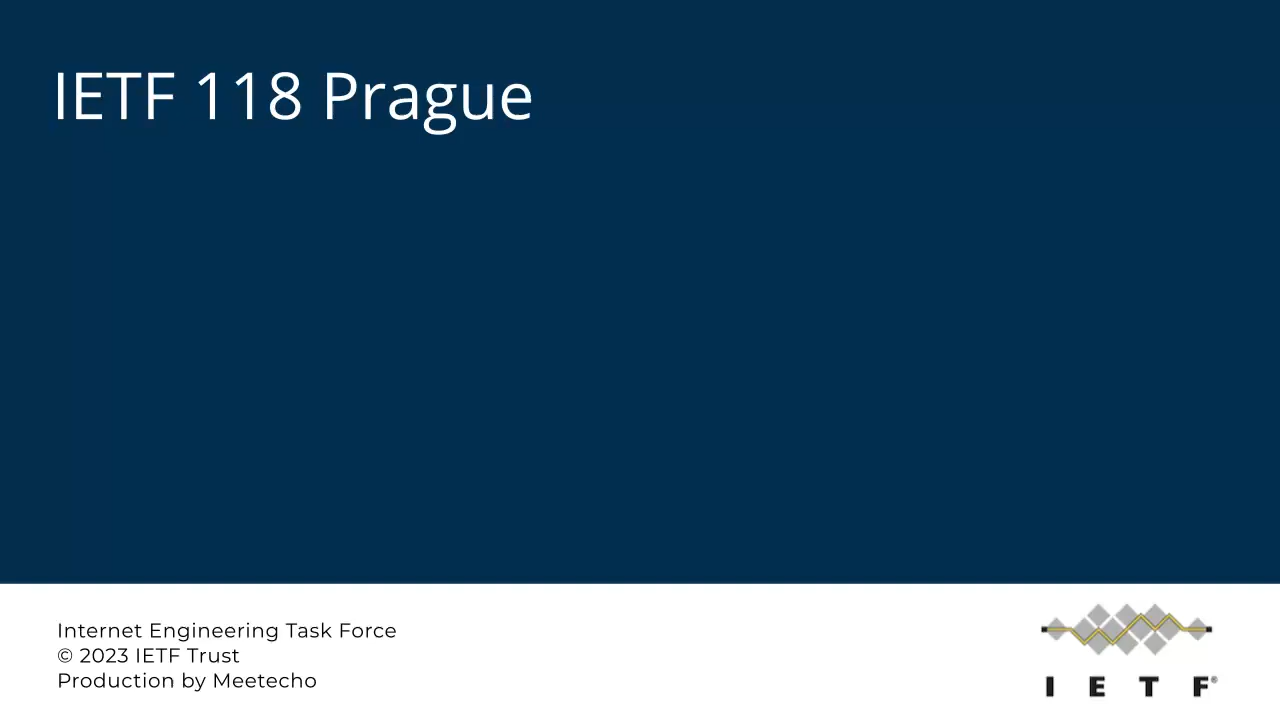 IETF 118 Prague
Internet Engineering Task Force
© 2023 IETF Trust
Production by Meetecho
I E T F®